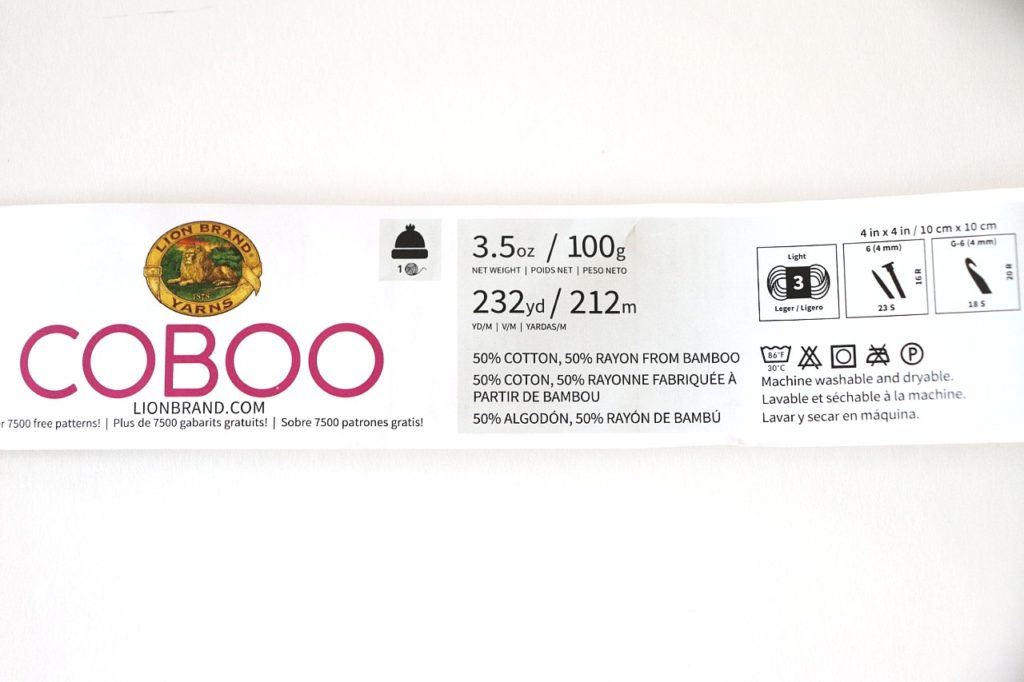 LION BRAND
1878
YARNS
COBOO
LIONBRAND.COM
7500 free patterns! | Plus de 7500 gabarits gratuits! | Sobre 7500 patrones gratis!
1
3.5oz / 100g
NET WEIGHT | POIDS NET | PESO NETO
232yd / 212m
YD/M | V/M | YARDAS/M
50% COTTON, 50% RAYON FROM BAMBOO
50% COTON, 50% RAYONNE FABRIQUÉE À
PARTIR DE BAMBOU
50% ALGODÓN, 50% RAYÓN DE BAMBÚ
4 in x 4 in / 10 cm x 10 cm
Light
3
Leger / Ligero
6 (4 mm)
16 R
23 S
G-6 (4 mm)
20 R
18 S
86°F
30°C
P
Machine washable and dryable.
Lavable et séchable à la machine.
Lavar y secar en máquina.